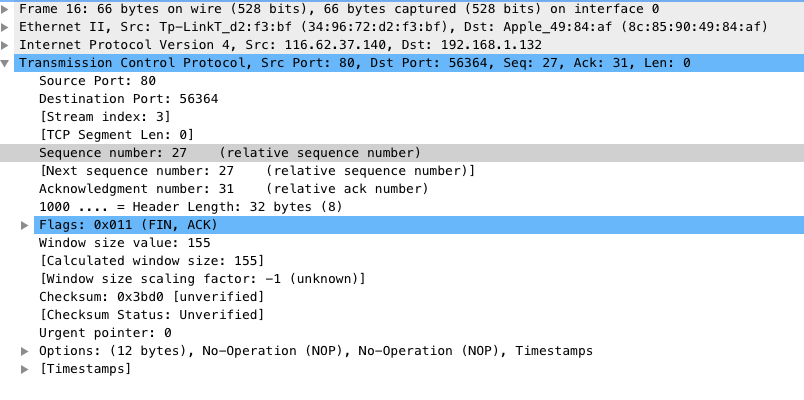 Frame 16: 66 bytes on wire (528 bits), 66 bytes captured (528 bits) on interface 0
Ethernet II, Src: Tp-LinkT_d2:f3:bf (34:96:72:d2:f3:bf), Dst: Apple_49:84:af (8c:85:90:49:84:af)
Internet Protocol Version 4, Src: 116.62.37.140, Dst: 192.168.1.132
Transmission Control Protocol, Src Port: 80, Dst Port: 56364, Seq: 27, Ack: 31, Len: 0
Source Port: 80
Destination Port: 56364
[Stream index: 3]
[TCP Segment Len: 0]
Sequence number: 27    (relative sequence number)
[Next sequence number: 27    (relative sequence number)]
Acknowledgment number: 31    (relative ack number)
1000 .... = Header Length: 32 bytes (8)
Flags: 0x011 (FIN, ACK)
Window size value: 155
[Calculated window size: 155]
[Window size scaling factor: -1 (unknown)]
Checksum: 0x3bd0 [unverified]
[Checksum Status: Unverified]
Urgent pointer: 0
Options: (12 bytes), No-Operation (NOP), No-Operation (NOP), Timestamps
[Timestamps]